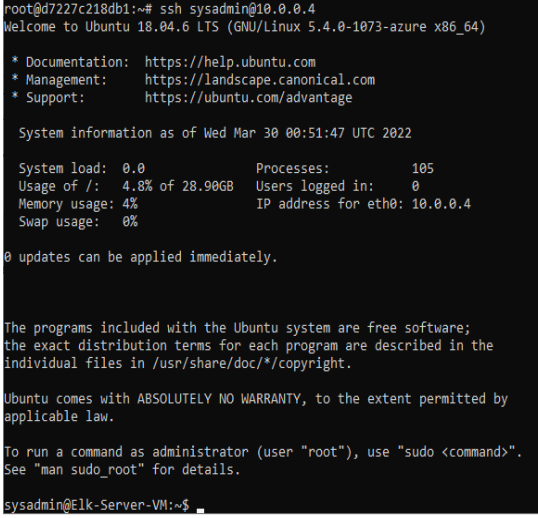 root@d7227c218db1:~# ssh sysadmin@10.0.0.4
Welcome to Ubuntu 18.04.6 LTS (GNU/Linux 5.4.0-1073-azure x86_64)
* Documentation: https://help.ubuntu.com
* Management: https://landscape.canonical.com
* Support: https://ubuntu.com/advantage
System information as of Wed Mar 30 00:51:47 UTC 2022
System load: 0.0 Processes: 105
Usage of /: 4.8% of 28.90GB Users logged in: 0
Memory usage: 4% IP address for eth0: 10.0.0.4
Swap usage: 0%
0 updates can be applied immediately.
The programs included with the Ubuntu system are free software;
the exact distribution terms for each program are described in the
individual files in /usr/share/doc/*/copyright.
Ubuntu comes with ABSOLUTELY NO WARRANTY, to the extent permitted by
applicable law.
To run a command as administrator (user "root"), use "sudo <command>".
See "man sudo_root" for details.
sysadmin@Elk-Server-VM:~$